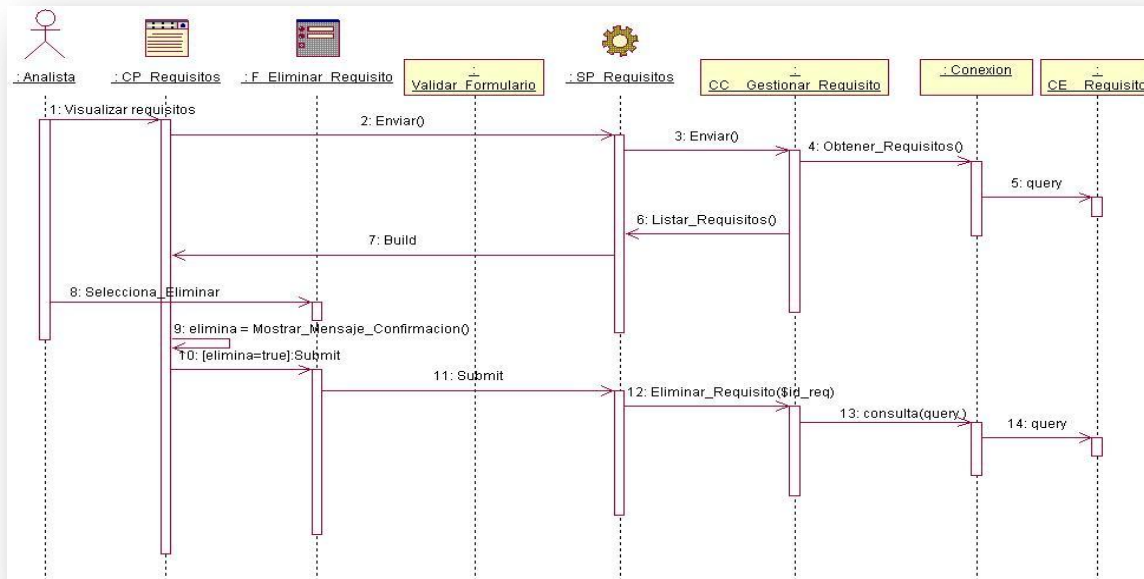 : Analista
: CP_Requisitos
: F_Eliminar_Requisito
:
Validar_Formulario
: SP_Requisitos
:
CC__Gestionar_Requisito
: Conexion
:
CE__Requisito
1: Visualizar requisitos
2: Enviar()
3: Enviar()
4: Obtener_Requisitos()
5: query
6: Listar_Requisitos()
7: Build
8: Selecciona_Eliminar
9: elimina = Mostrar_Mensaje_Confirmacion()
10: [elimina=true]:Submit
11: Submit
12: Eliminar_Requisito($id_req)
13: consulta(query )
14: query